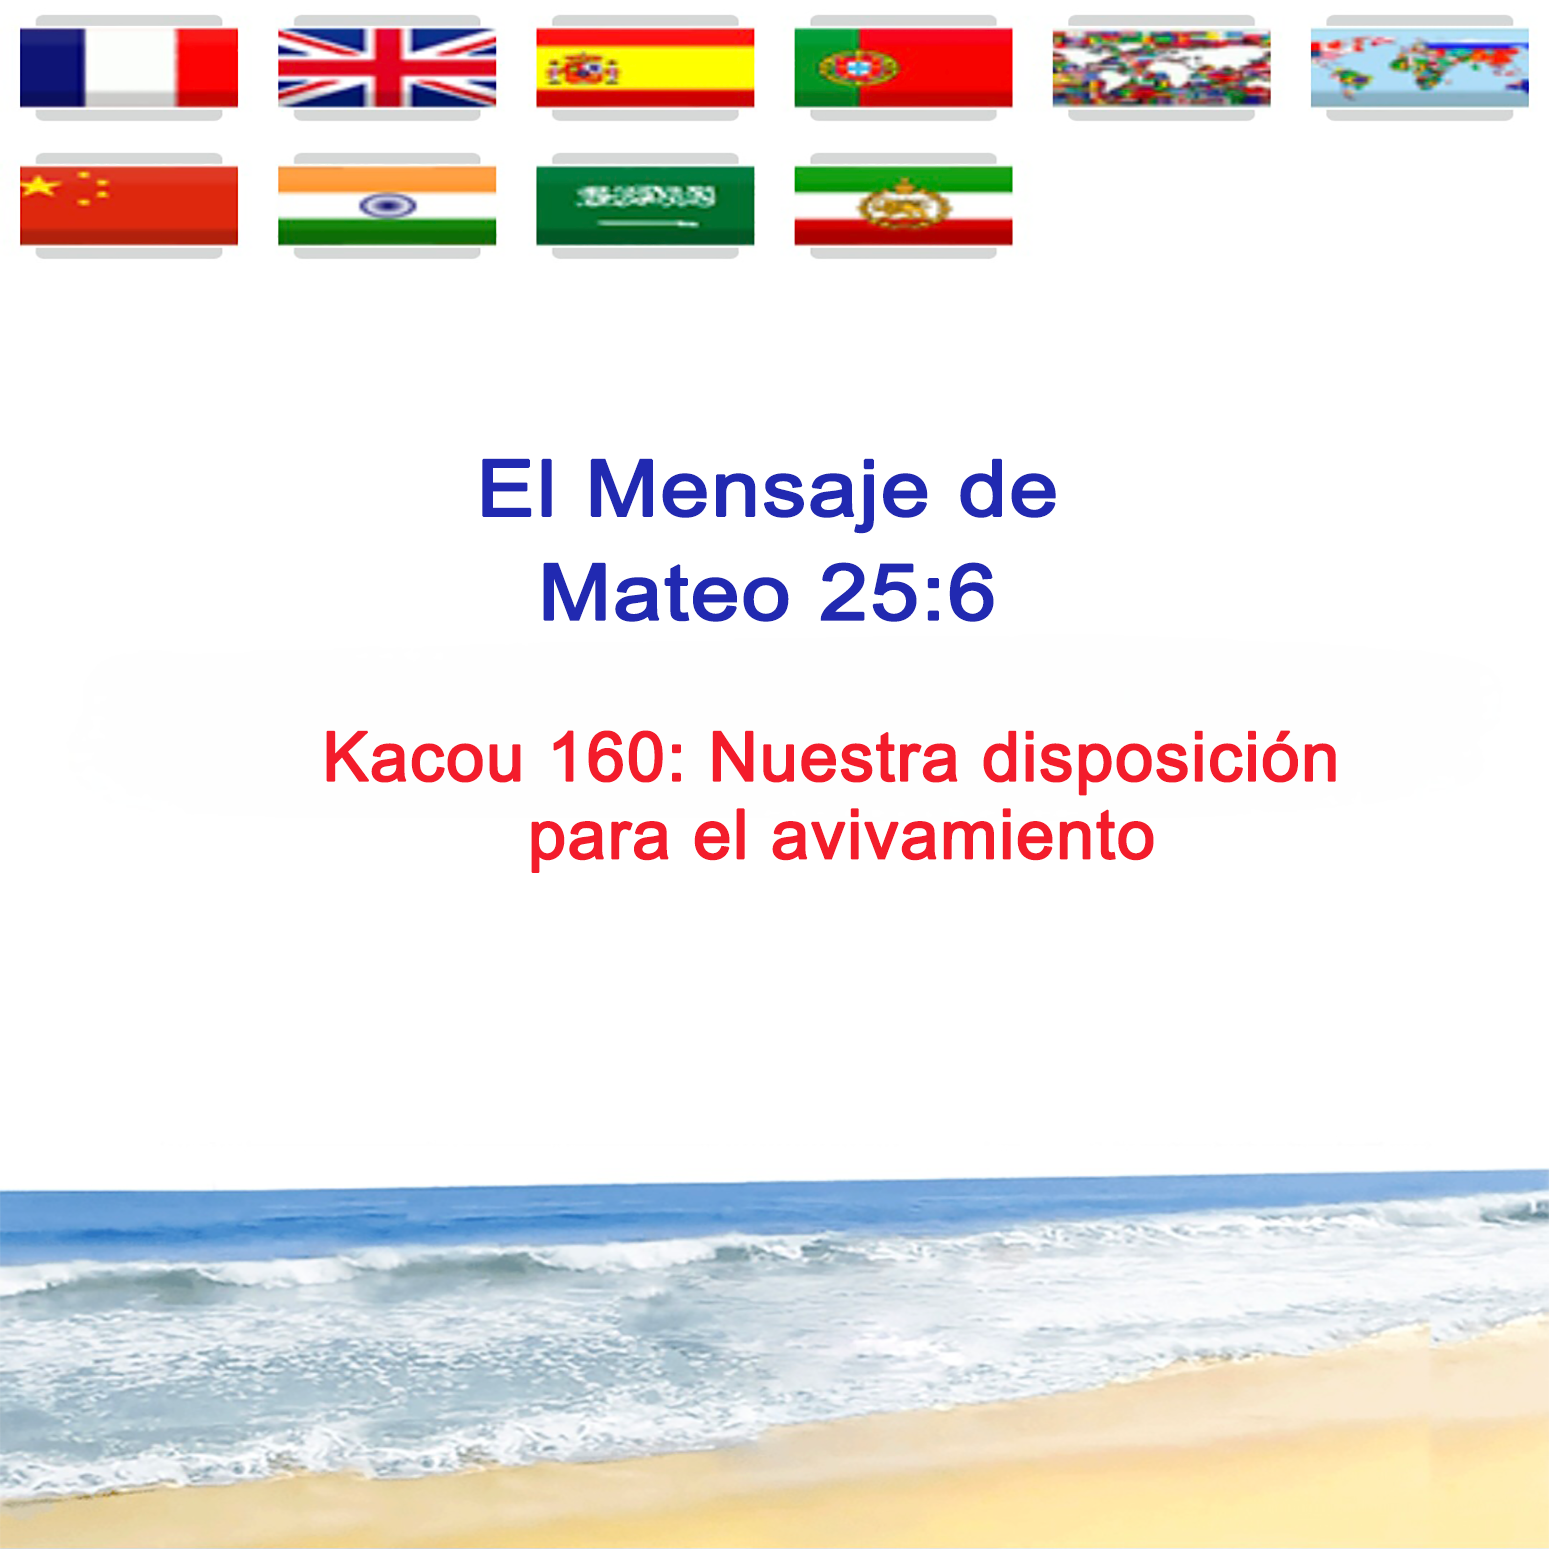 El Mensaje de
Mateo 25:6
Kacou 160: Nuestra disposición
para el avivamiento